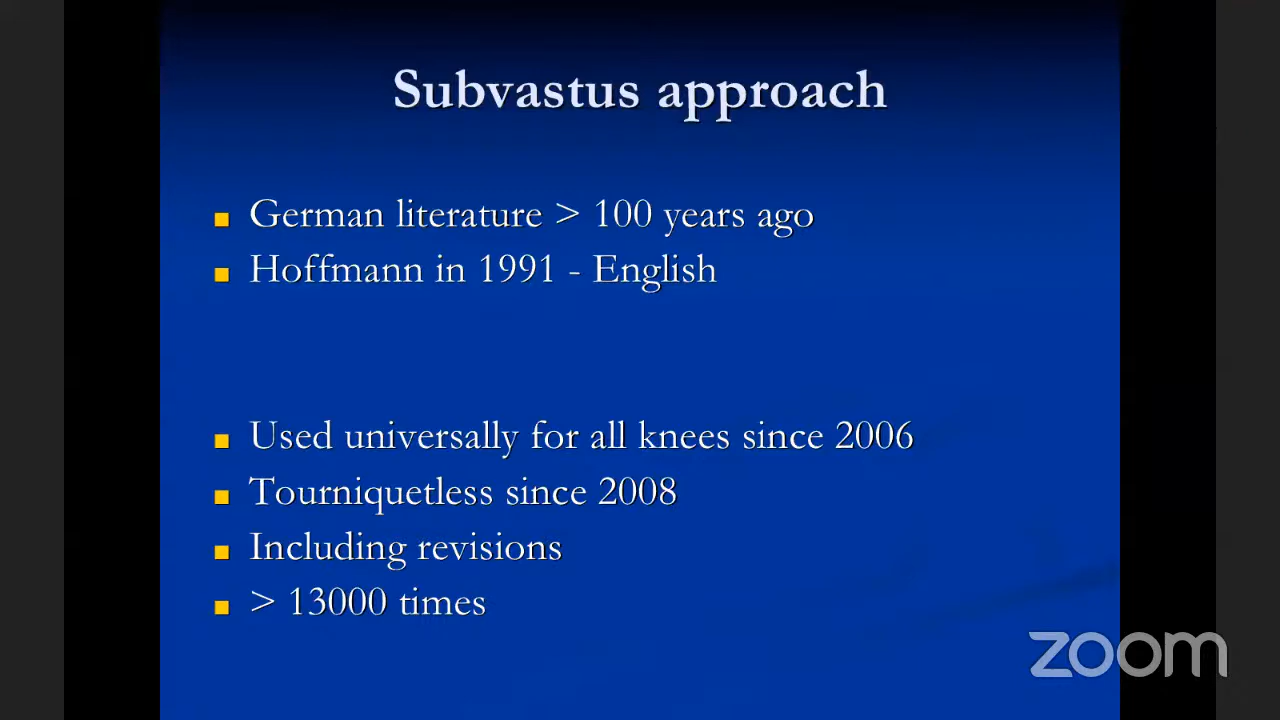 Subvastus approach
German literature > 100 years ago
Hoffmann in 1991 - English
Used universally for all knees since 2006
Tourniquetless since 2008
Including revisions
> 13000 times
zoom